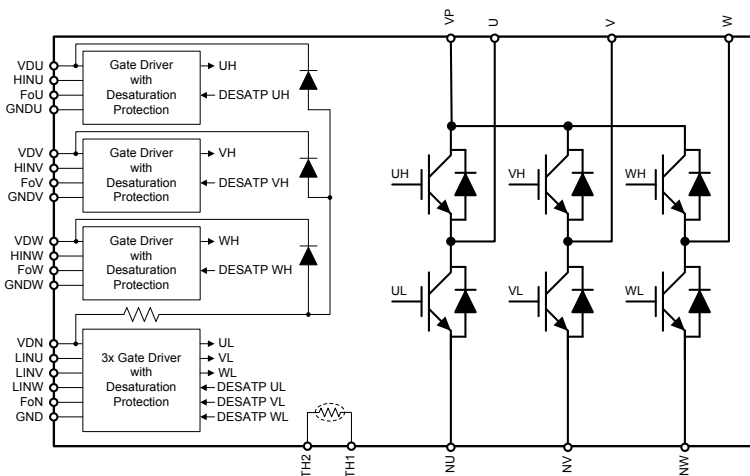 VP
U
V
W
VDU
HINU
FoU
GNDU
Gate Driver
with
Desaturation
Protection
UH
DESATP UH
VDV
HINV
FoV
GNDV
Gate Driver
with
Desaturation
Protection
VH
DESATP VH
VDW
HINW
FoW
GNDW
Gate Driver
with
Desaturation
Protection
WH
DESATP WH
VDN
LINU
LINV
LINW
FoN
GND
3x Gate Driver
with
Desaturation
Protection
UL
VL
WL
DESATP UL
DESATP VL
DESATP WL
UH
VH
WH
UL
VL
WL
TH2
TH1
NU
NV
NW